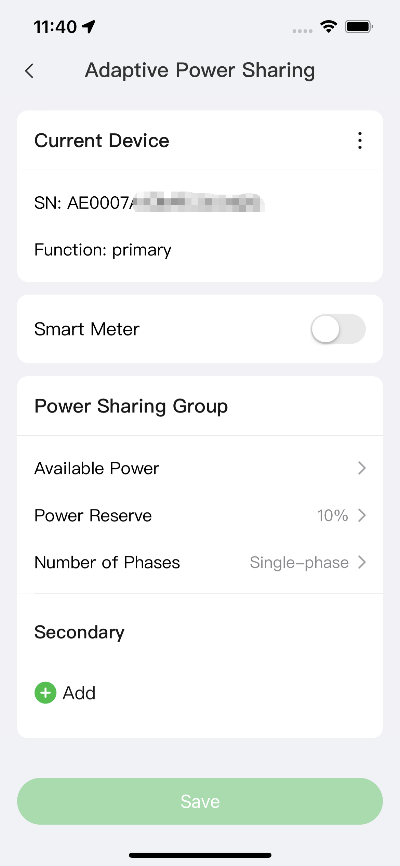 11:40
Adaptive Power Sharing
Current Device
SN: AE0007
Function: primary
Smart Meter
Power Sharing Group
Available Power
Power Reserve 10%
Number of Phases Single-phase
Secondary
Add
Save